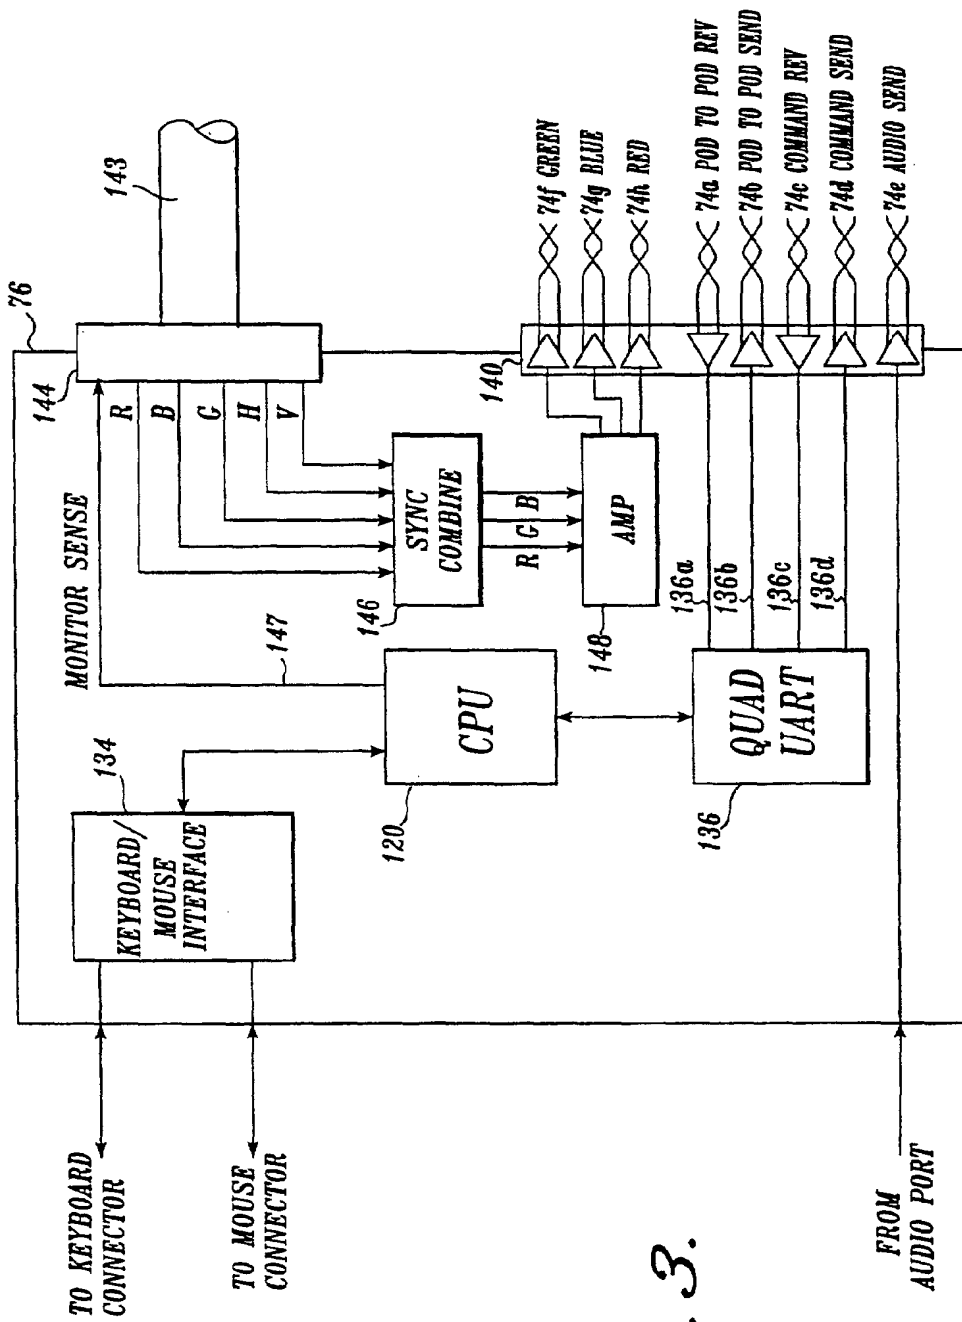 TO KEYBOARD
CONNECTOR
TO MOUSE
CONNECTOR
FROM
AUDIO PORT
134
KEYBOARD/
MOUSE
INTERFACE
MONITOR SENSE
147
120
CPU
136
QUAD
UART
144
76
143
R
B
G
H
V
146
SYNC
COMBINE
R G B
148
AMP
136a
136b
136c
136d
140
74f GREEN
74g BLUE
74h RED
74a POD TO POD REV
74b POD TO POD SEND
74c COMMAND REV
74d COMMAND SEND
74e AUDIO SEND
. 3.